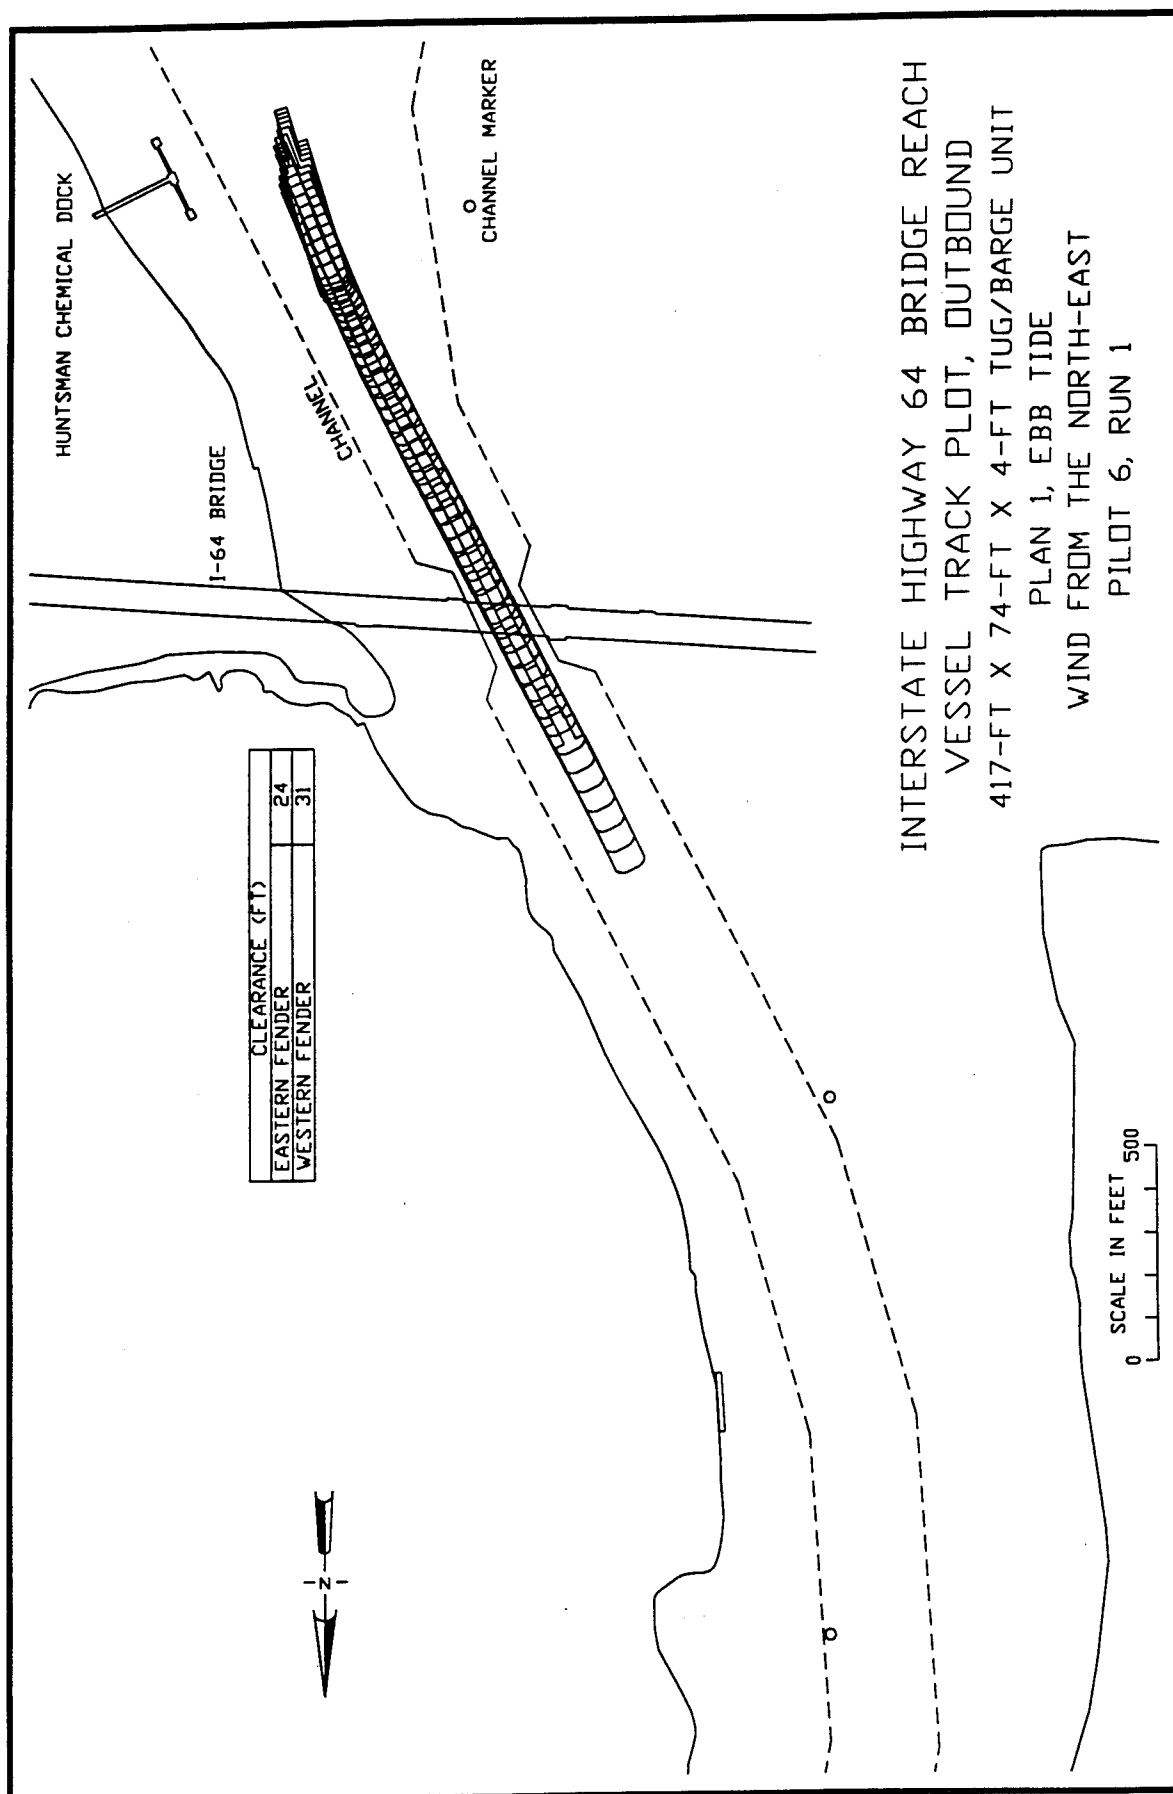 HUNTSMAN CHEMICAL DOCK
CHANNEL MARKER
CHANNEL
I-64 BRIDGE
CLEARANCE (FT)
EASTERN FENDER 24
WESTERN FENDER 31
N
SCALE IN FEET
0 500
INTERSTATE HIGHWAY 64 BRIDGE REACH
VESSEL TRACK PLOT, OUTBOUND
417-FT X 74-FT X 4-FT TUG/BARGE UNIT
PLAN 1, EBB TIDE
WIND FROM THE NORTH-EAST
PILOT 6, RUN 1